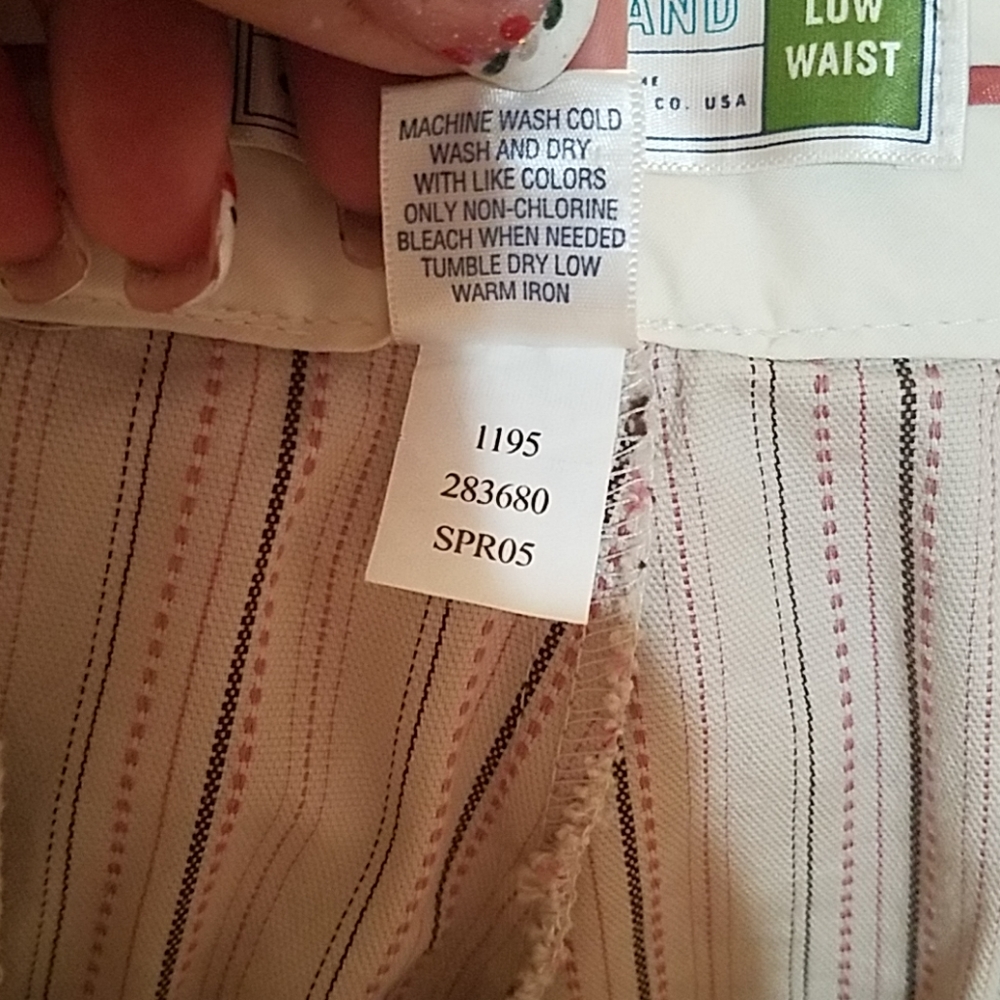 AND
LOW
WAIST
CO. USA
MACHINE WASH COLD
WASH AND DRY
WITH LIKE COLORS
ONLY NON-CHLORINE
BLEACH WHEN NEEDED
TUMBLE DRY LOW
WARM IRON
1195
283680
SPR05